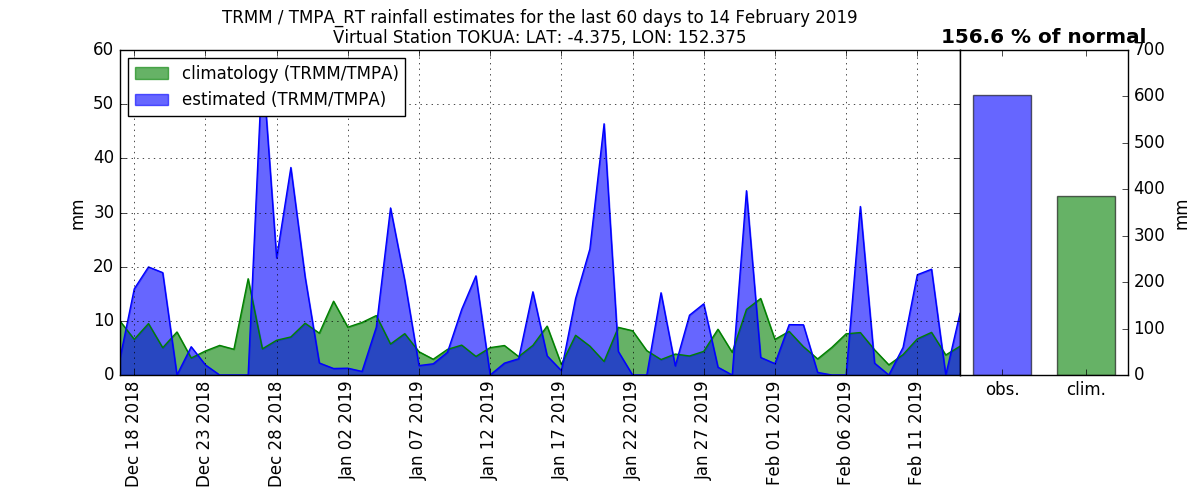 TRMM / TMPA_RT rainfall estimates for the last 60 days to 14 February 2019
Virtual Station TOKUA: LAT: -4.375, LON: 152.375
156.6 % of normal
climatology (TRMM/TMPA)
estimated (TRMM/TMPA)
mm
60
50
40
30
20
10
0
Dec 18 2018
Dec 23 2018
Dec 28 2018
Jan 02 2019
Jan 07 2019
Jan 12 2019
Jan 17 2019
Jan 22 2019
Jan 27 2019
Feb 01 2019
Feb 06 2019
Feb 11 2019
obs.
clim.
700
600
500
400
300
200
100
0
mm